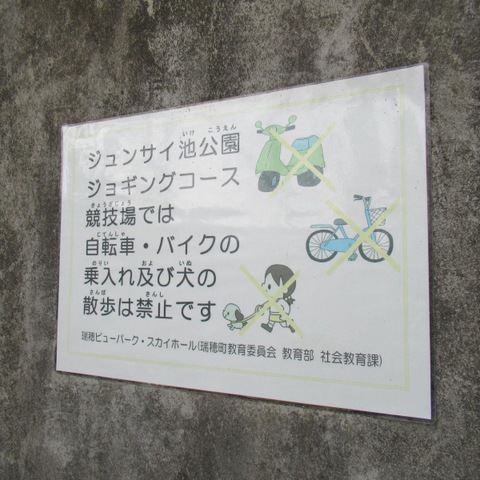 ジュンサイ池公園
ジョギングコース
競技場では
自転車・バイクの
乗入れ及び犬の
散歩は禁止です
瑞穂ビューパーク・スカイホール(瑞穂町教育委員会 教育部 社会教育課)